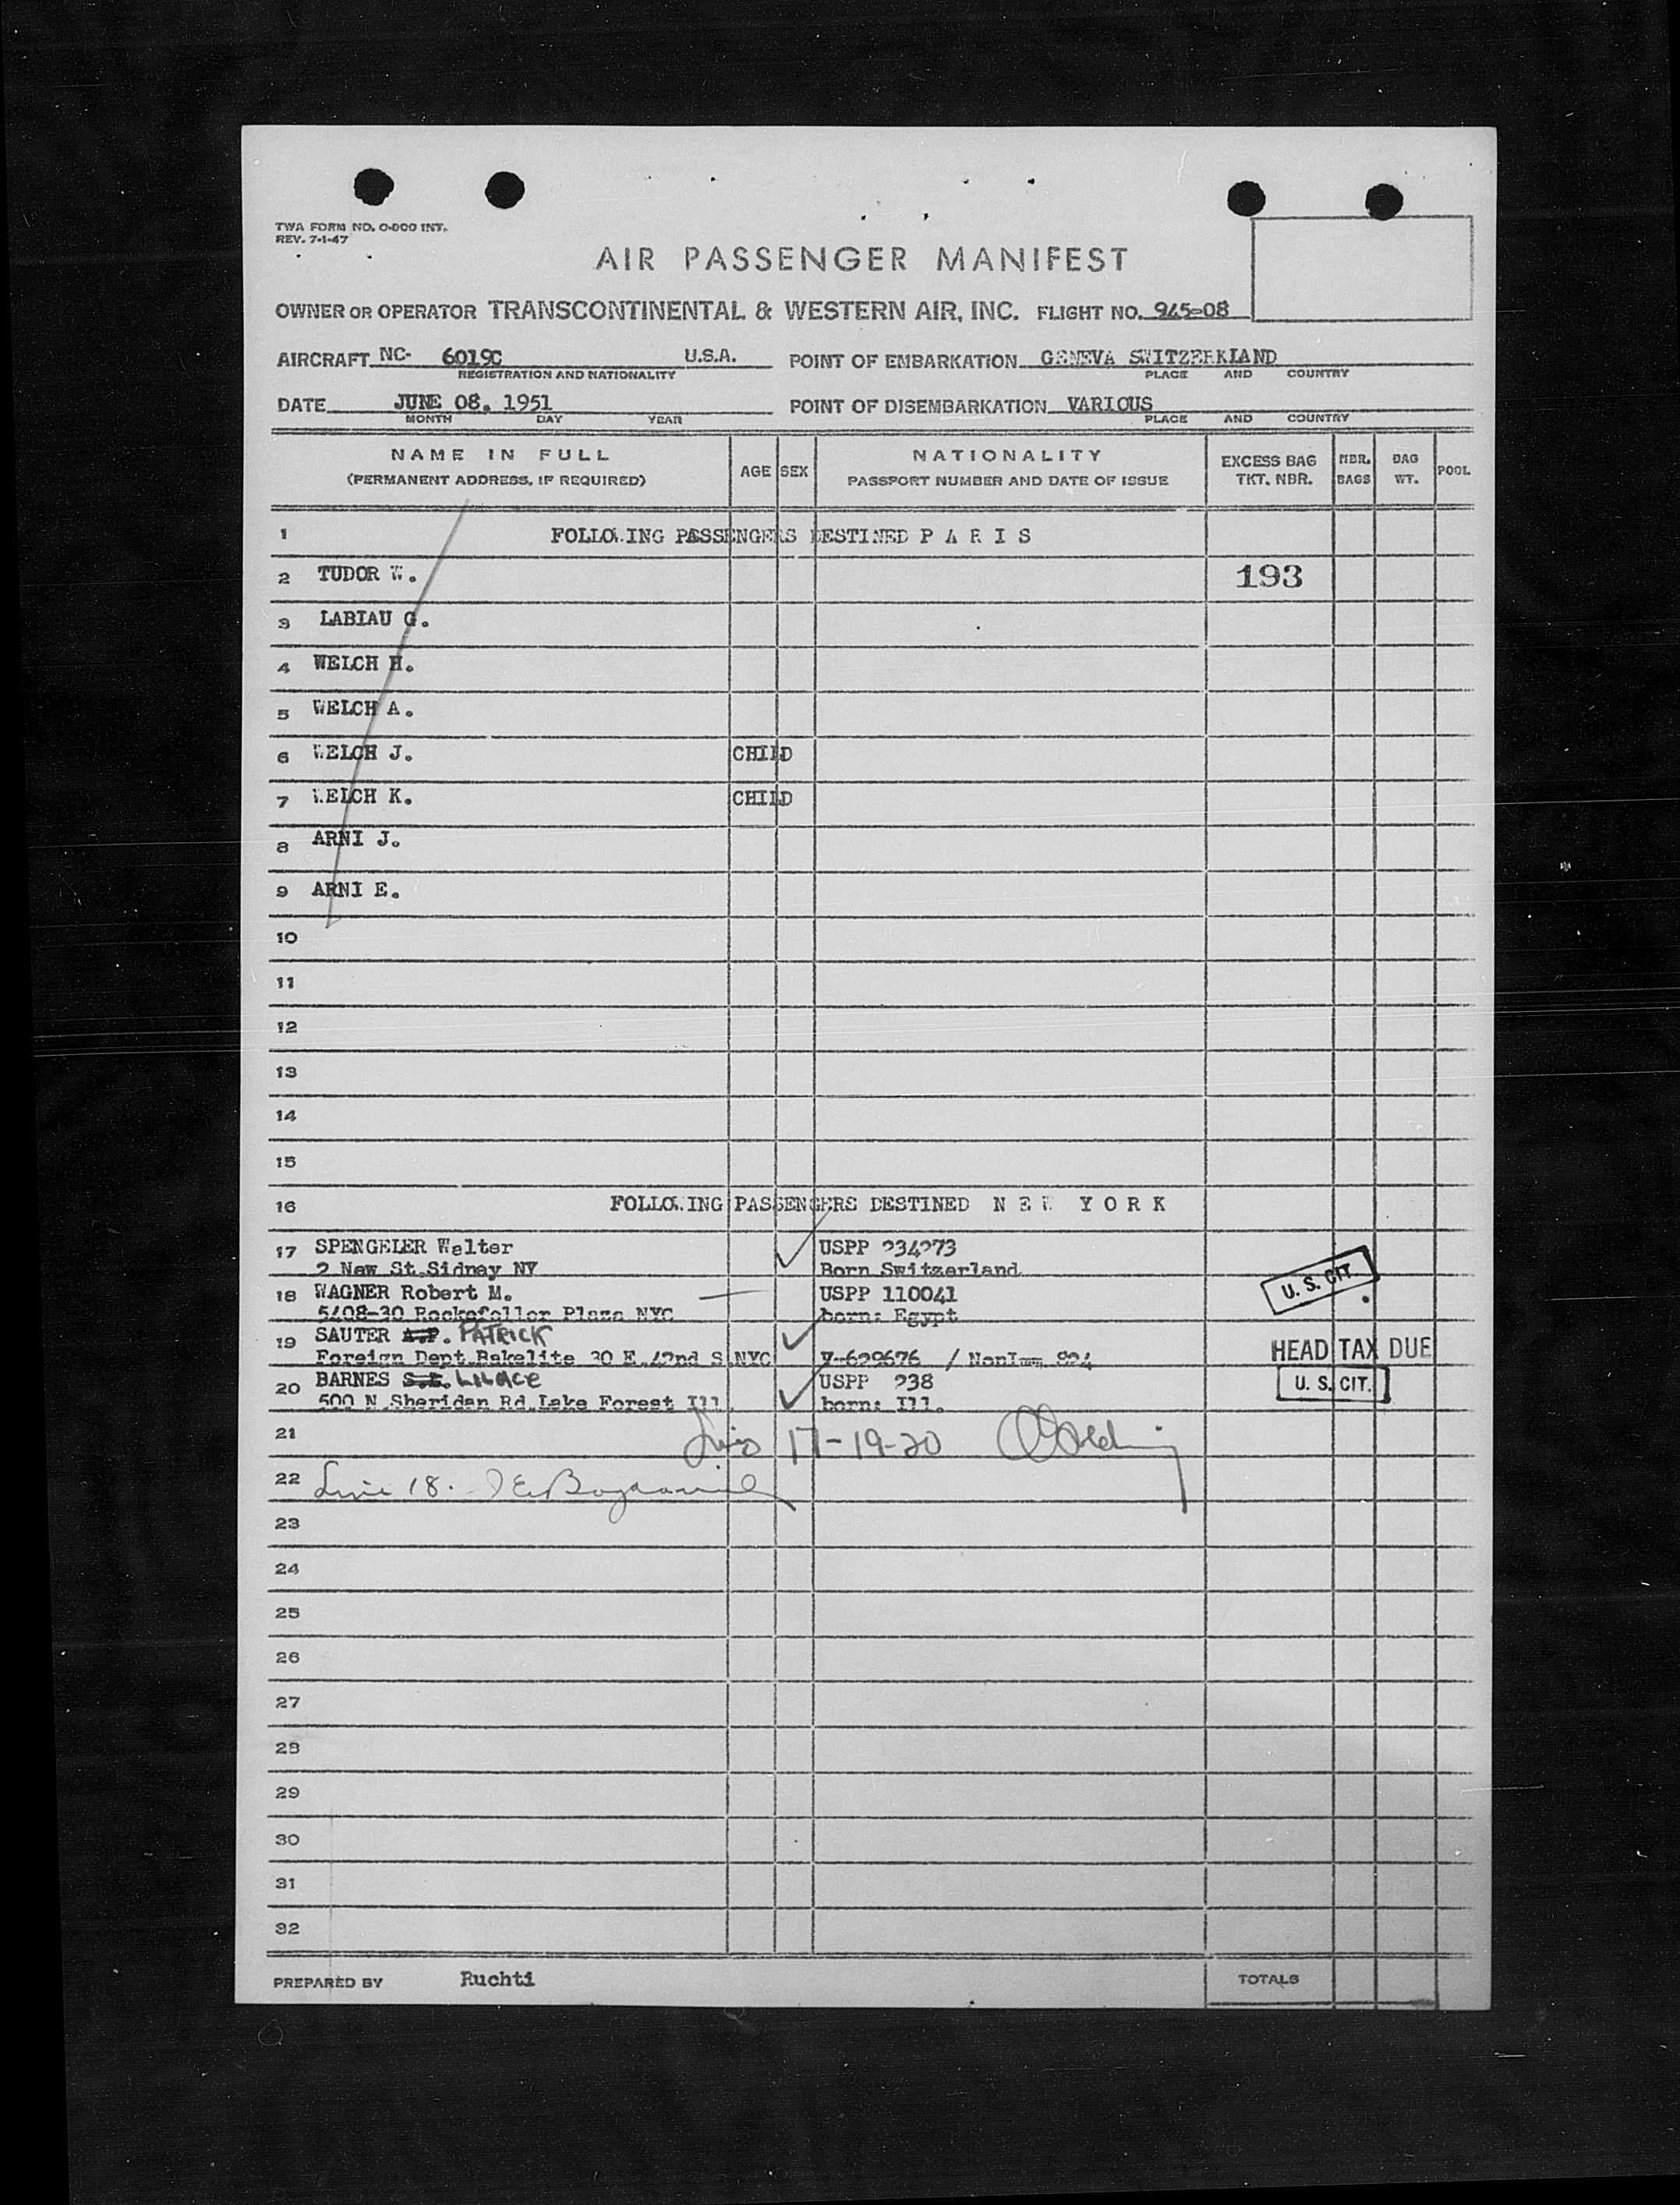 TWA FORM NO. O-800 INT.
REV. 7-1-47
AIR PASSENGER MANIFEST
OWNER OR OPERATOR TRANSCONTINENTAL & WESTERN AIR, INC. FLIGHT NO. 945-08
AIRCRAFT NC- 6019C U.S.A. POINT OF EMBARKATION GENEVA SWITZERKLAND
REGISTRATION AND NATIONALITY PLACE AND COUNTRY
DATE JUNE 08. 1951 POINT OF DISEMBARKATION VARIOUS
MONTH DAY YEAR PLACE AND COUNTRY
NAME IN FULL AGE SEX NATIONALITY EXCESS BAG NBR. BAG POOL
(PERMANENT ADDRESS, IF REQUIRED) PASSPORT NUMBER AND DATE OF ISSUE TKT. NBR. BAGS WT.
1 FOLLOWING PASSENGERS DESTINED P A R I S
2 TUDOR W. 193
3 LABIAU G.
4 WELCH H.
5 WELCH A.
6 WELCH J. CHILD
7 WELCH K. CHILD
8 ARNI J.
9 ARNI E.
10
11
12
13
14
15
16 FOLLOWING PASSENGERS DESTINED N E W Y O R K
17 SPENGELER Walter USPP 234273
2 New St.Sidney NY Born Switzerland
18 WAGNER Robert M. USPP 110041 U. S. CIT.
5408-30 Rockefeller Plaza NYC born: Egypt
19 SAUTER A.P. PATRICK
Foreign Dept.Bakelite 30 E.42nd S.NYC V-629676 / NonImm 824 HEAD TAX DUE
20 BARNES USPP 238 U. S. CIT.
500 N.Sheridan Rd.Lake Forest Ill. born: Ill.
21 17-19-20
22 Line 18.
23
24
25
26
27
28
29
30
31
32
PREPARED BY Ruchti TOTALS